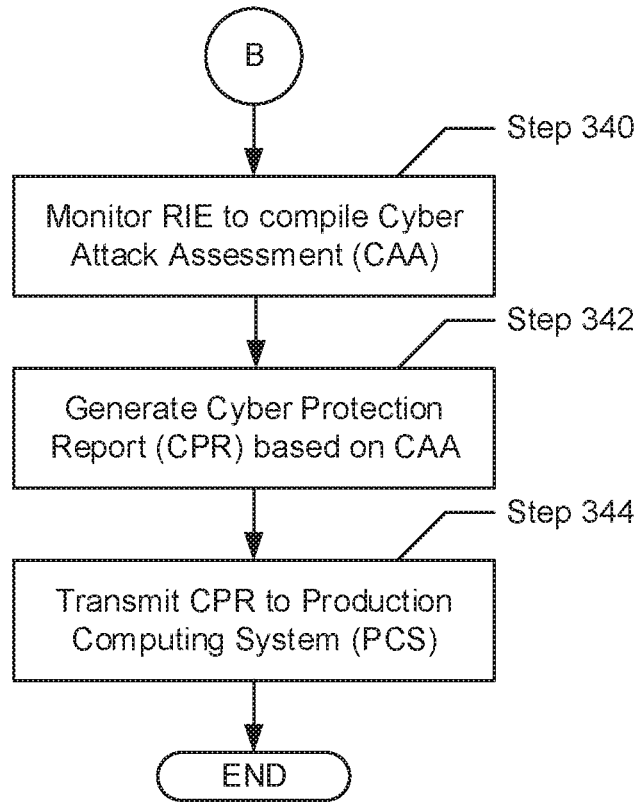 B
Step 340
Monitor RIE to compile Cyber
Attack Assessment (CAA)
Step 342
Generate Cyber Protection
Report (CPR) based on CAA
Step 344
Transmit CPR to Production
Computing System (PCS)
END